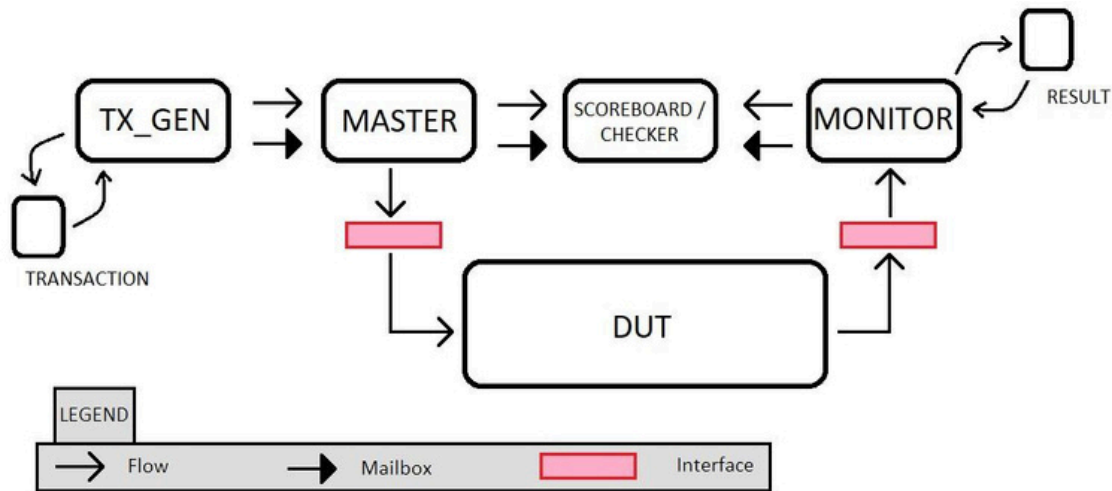 TX_GEN
MASTER
SCOREBOARD /
CHECKER
MONITOR
RESULT
TRANSACTION
DUT
LEGEND
Flow
Mailbox
Interface